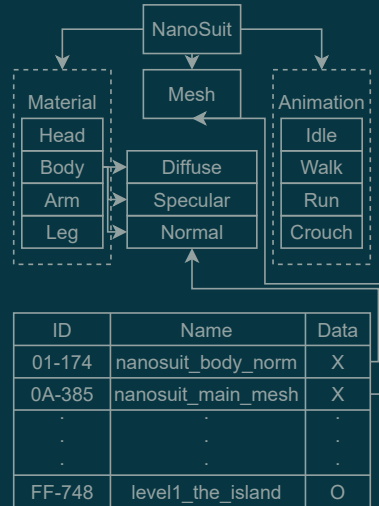 NanoSuit
Material
Mesh
Animation
Head
Idle
Body
Diffuse
Walk
Arm
Specular
Run
Leg
Normal
Crouch
ID Name Data
01-174 nanosuit_body_norm X
0A-385 nanosuit_main_mesh X
. . .
. . .
. . .
FF-748 level1_the_island O